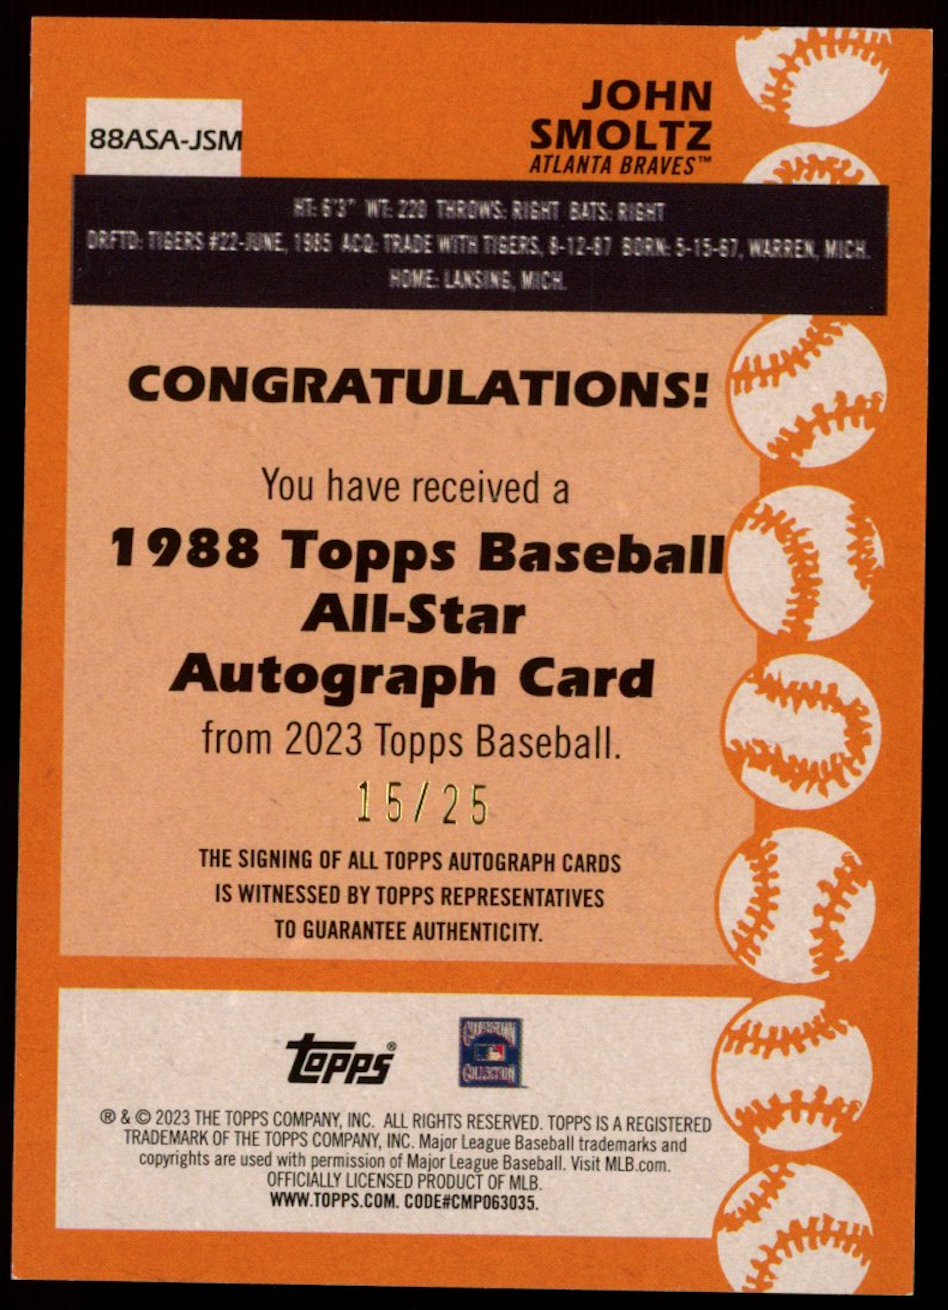 88ASA-JSM
JOHN
SMOLTZ
ATLANTA BRAVES™
HT: 6'3" WT: 220 THROWS: RIGHT BATS: RIGHT
DRFTD: TIGERS #22-JUNE, 1985 ACQ: TRADE WITH TIGERS, 8-12-87 BORN: 5-15-67, WARREN, MICH.
HOME: LANSING, MICH.
CONGRATULATIONS!
You have received a
1988 Topps Baseball
All-Star
Autograph Card
from 2023 Topps Baseball.
15/25
THE SIGNING OF ALL TOPPS AUTOGRAPH CARDS
IS WITNESSED BY TOPPS REPRESENTATIVES
TO GUARANTEE AUTHENTICITY.
topps®
COOPERSTOWN
COLLECTION
® & © 2023 THE TOPPS COMPANY, INC. ALL RIGHTS RESERVED. TOPPS IS A REGISTERED
TRADEMARK OF THE TOPPS COMPANY, INC. Major League Baseball trademarks and
copyrights are used with permission of Major League Baseball. Visit MLB.com.
OFFICIALLY LICENSED PRODUCT OF MLB.
WWW.TOPPS.COM. CODE#CMP063035.